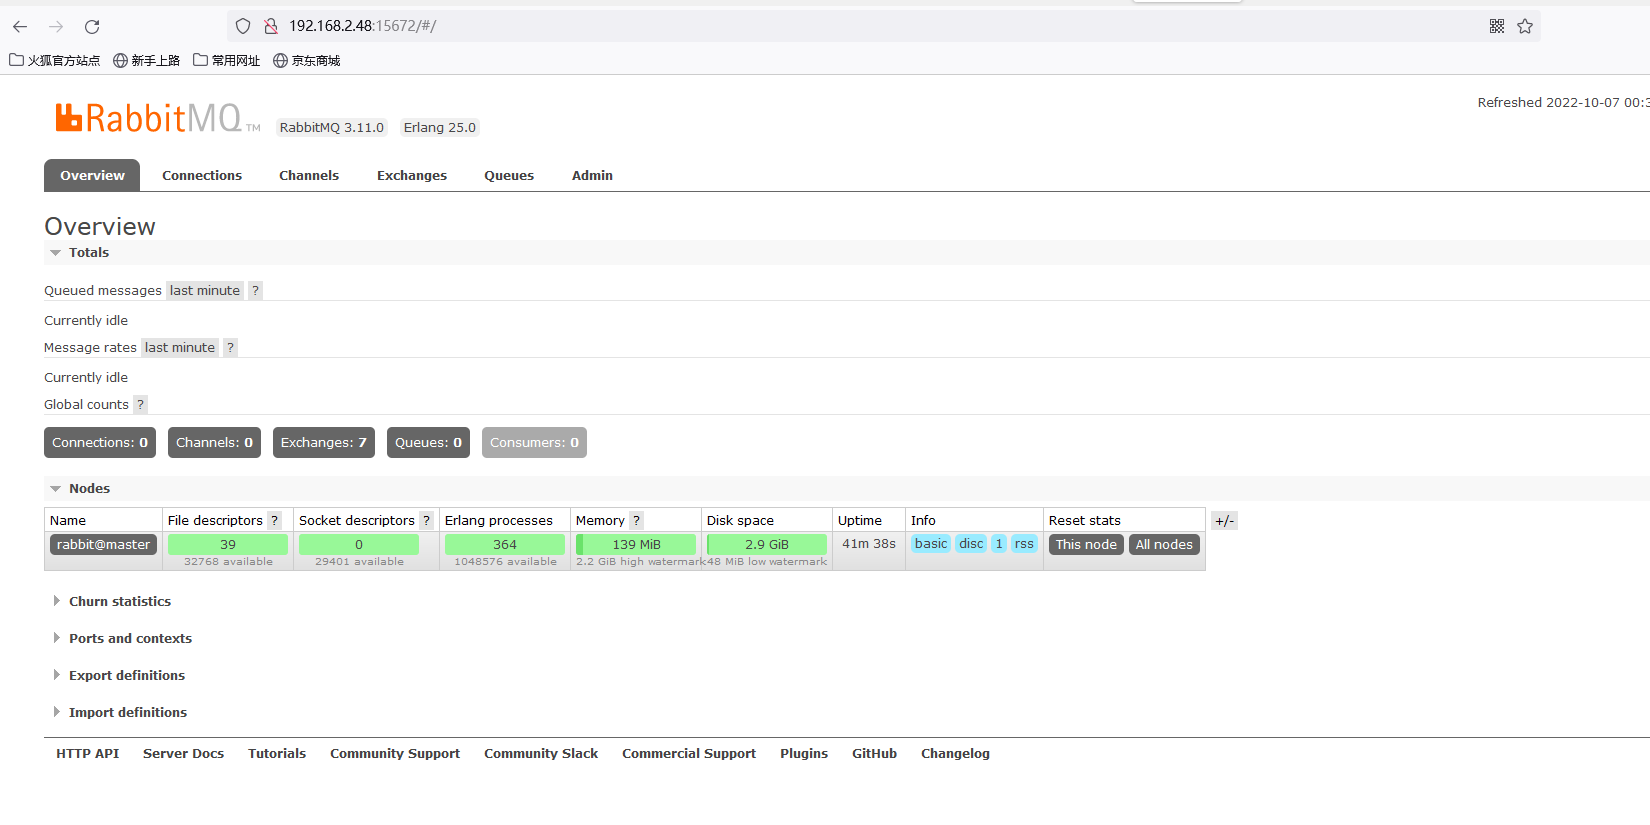 192.168.2.48:15672/#/
火狐官方站点 新手上路 常用网址 京东商城
RabbitMQ TM RabbitMQ 3.11.0 Erlang 25.0
Refreshed 2022-10-07 00:3
Overview Connections Channels Exchanges Queues Admin
Overview
Totals
Queued messages last minute ?
Currently idle
Message rates last minute ?
Currently idle
Global counts ?
Connections: 0 Channels: 0 Exchanges: 7 Queues: 0 Consumers: 0
Nodes
Name File descriptors ? Socket descriptors ? Erlang processes Memory ? Disk space Uptime Info Reset stats +/-
rabbit@master 39 0 364 139 MiB 2.9 GiB 41m 38s basic disc 1 rss This node All nodes
32768 available 29401 available 1048576 available 2.2 GiB high watermark 48 MiB low watermark
Churn statistics
Ports and contexts
Export definitions
Import definitions
HTTP API Server Docs Tutorials Community Support Community Slack Commercial Support Plugins GitHub Changelog